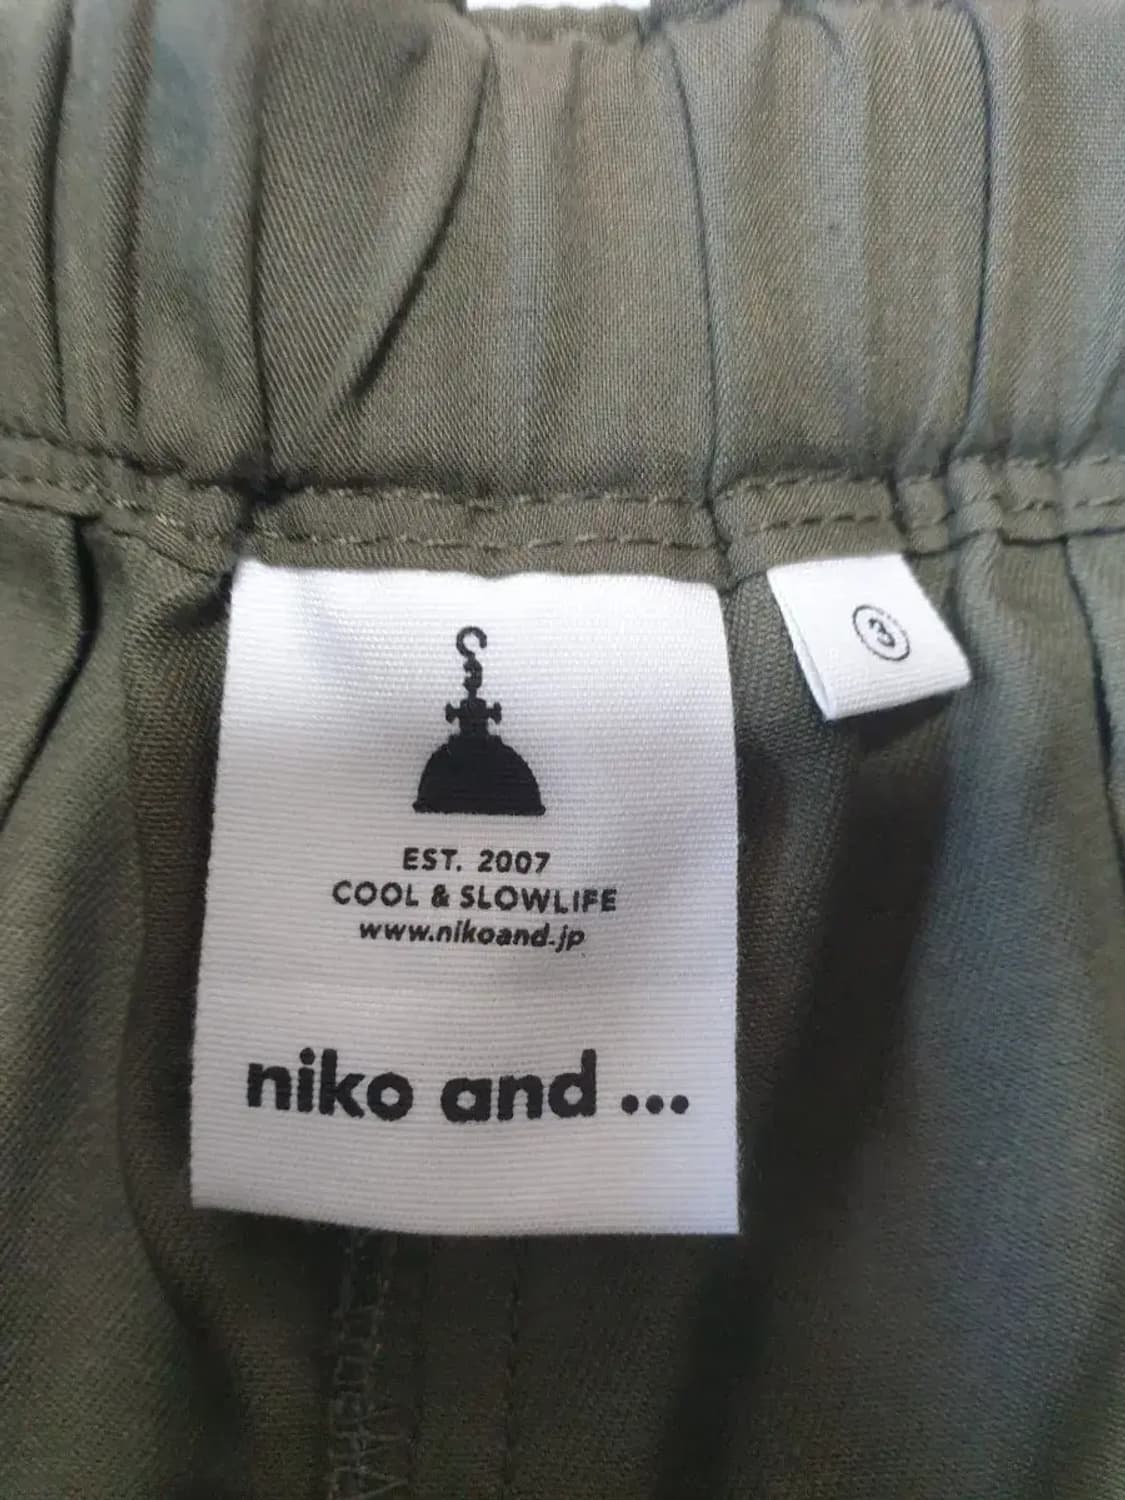 EST. 2007
COOL & SLOWLIFE
www.nikoand.jp
niko and ...
3